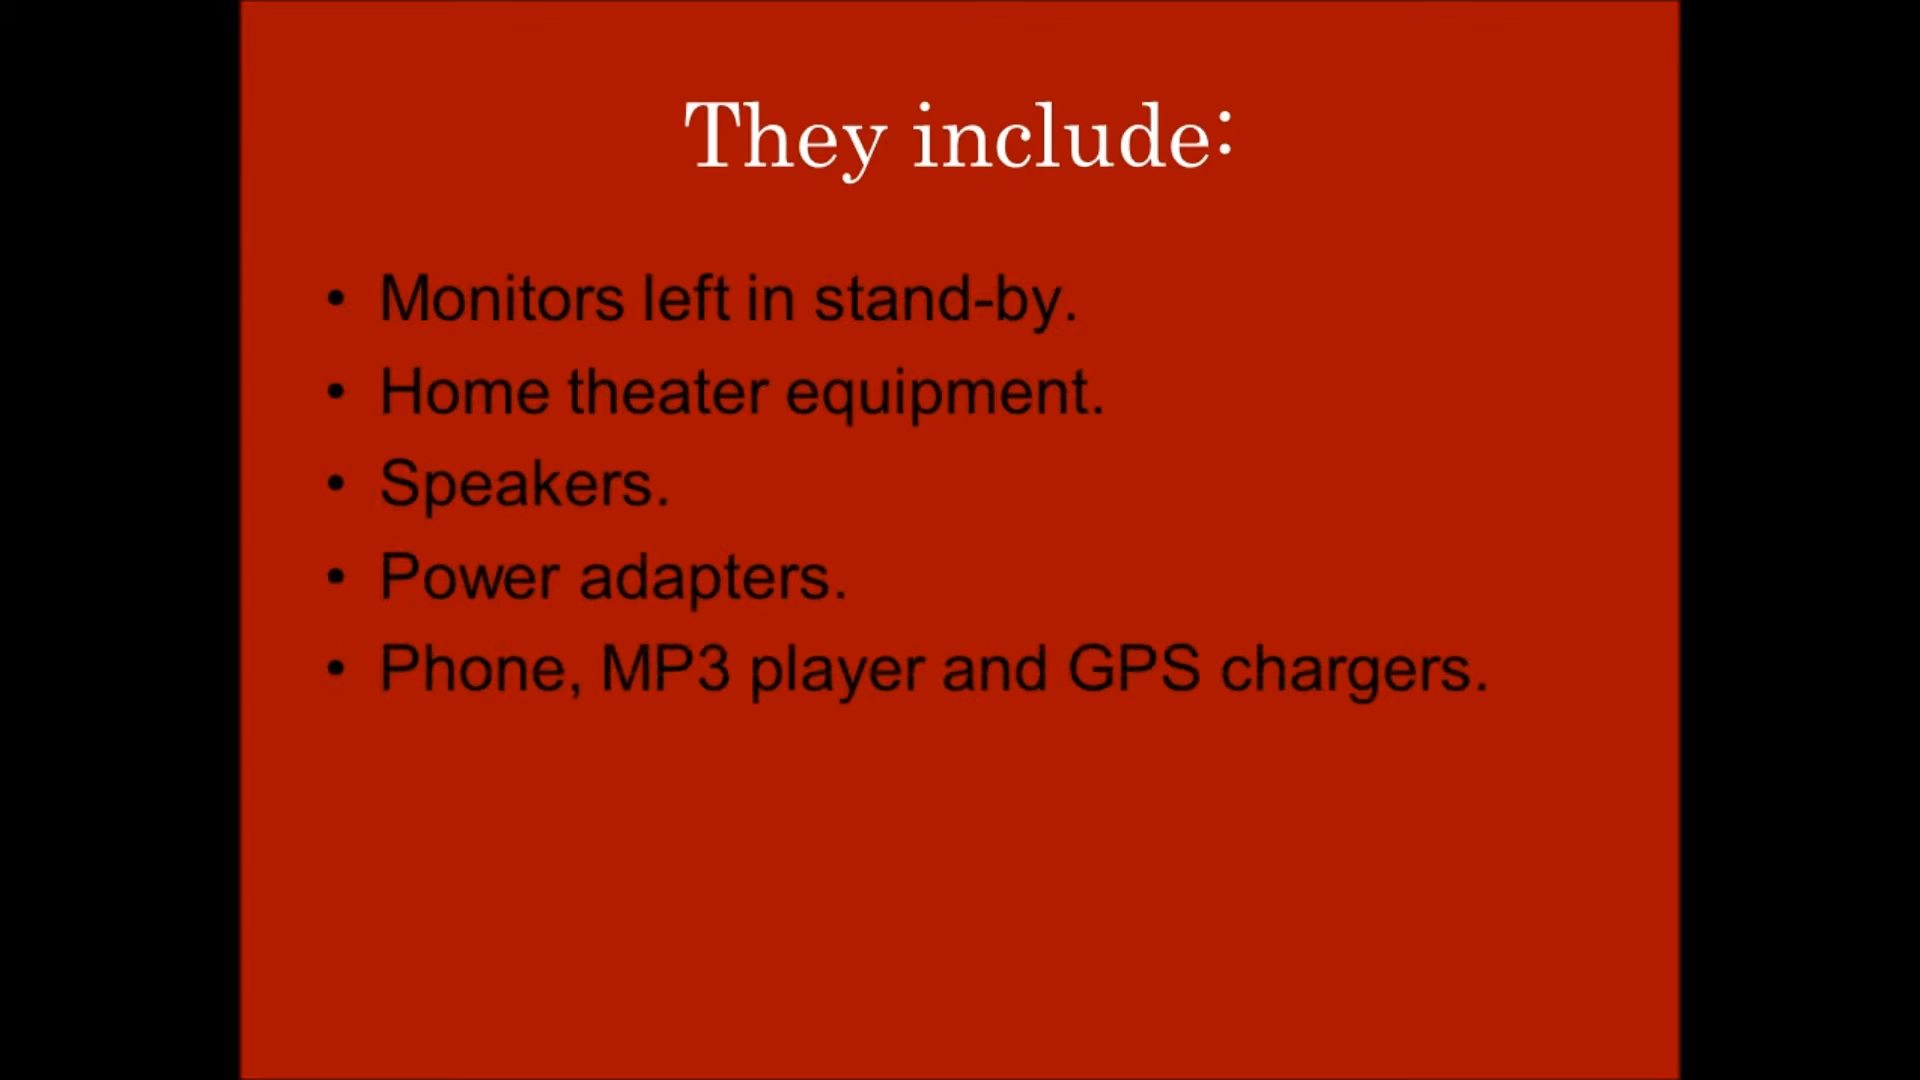 They include:
• Monitors left in stand-by.
• Home theater equipment.
• Speakers.
• Power adapters.
• Phone, MP3 player and GPS chargers.